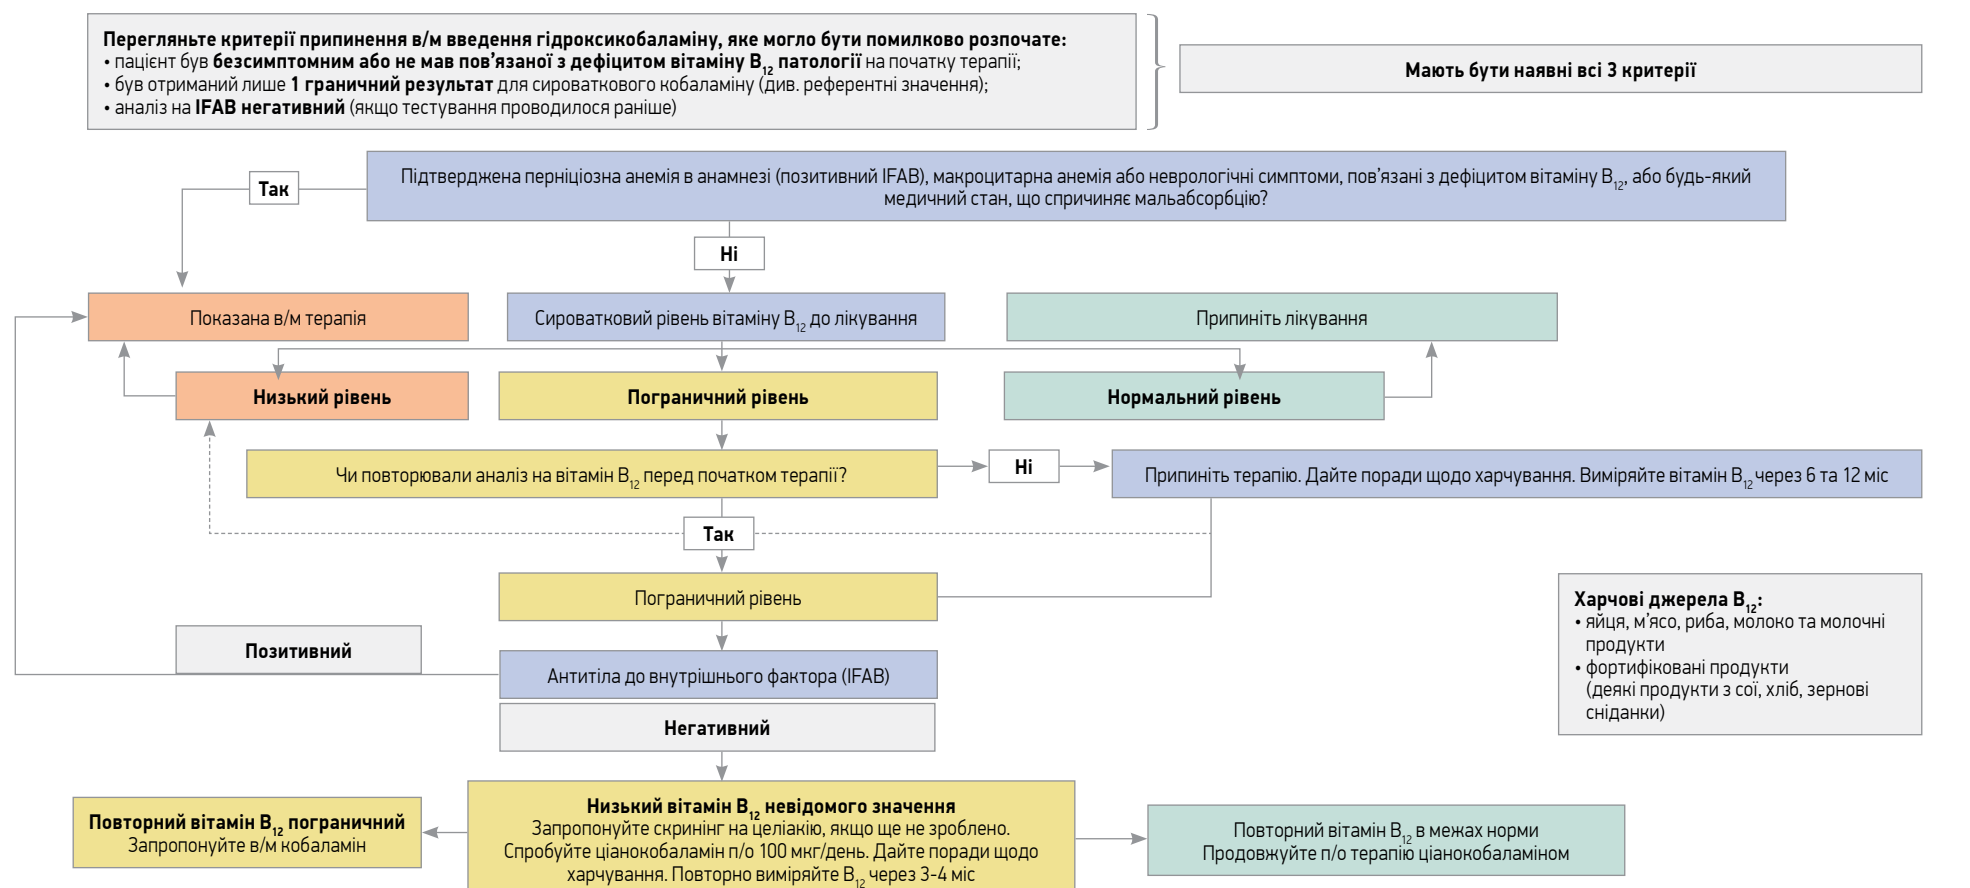 Перегляньте критерії припинення в/м введення гідроксикобаламіну, яке могло бути помилково розпочате:
• пацієнт був безсимптомним або не мав пов’язаної з дефіцитом вітаміну B₁₂ патології на початку терапії;
• був отриманий лише 1 граничний результат для сироваткового кобаламіну (див. референтні значення);
• аналіз на IFAB негативний (якщо тестування проводилося раніше)
Мають бути наявні всі 3 критерії
Підтверджена перніціозна анемія в анамнезі (позитивний IFAB), макроцитарна анемія або неврологічні симптоми, пов’язані з дефіцитом вітаміну B₁₂, або будь-який
медичний стан, що спричиняє мальабсорбцію?
Так
Ні
Показана в/м терапія
Сироватковий рівень вітаміну B₁₂ до лікування
Припиніть лікування
Низький рівень
Пограничний рівень
Нормальний рівень
Чи повторювали аналіз на вітамін B₁₂ перед початком терапії?
Ні
Припиніть терапію. Дайте поради щодо харчування. Виміряйте вітамін B₁₂ через 6 та 12 міс
Так
Пограничний рівень
Позитивний
Антитіла до внутрішнього фактора (IFAB)
Негативний
Харчові джерела B₁₂:
• яйця, м’ясо, риба, молоко та молочні
продукти
• фортифіковані продукти
(деякі продукти з сої, хліб, зернові
сніданки)
Повторний вітамін B₁₂ пограничний
Запропонуйте в/м кобаламін
Низький вітамін B₁₂ невідомого значення
Запропонуйте скринінг на целіакію, якщо ще не зроблено.
Спробуйте ціанокобаламін п/о 100 мкг/день. Дайте поради щодо
харчування. Повторно виміряйте B₁₂ через 3-4 міс
Повторний вітамін B₁₂ в межах норми
Продовжуйте п/о терапію ціанокобаламіном